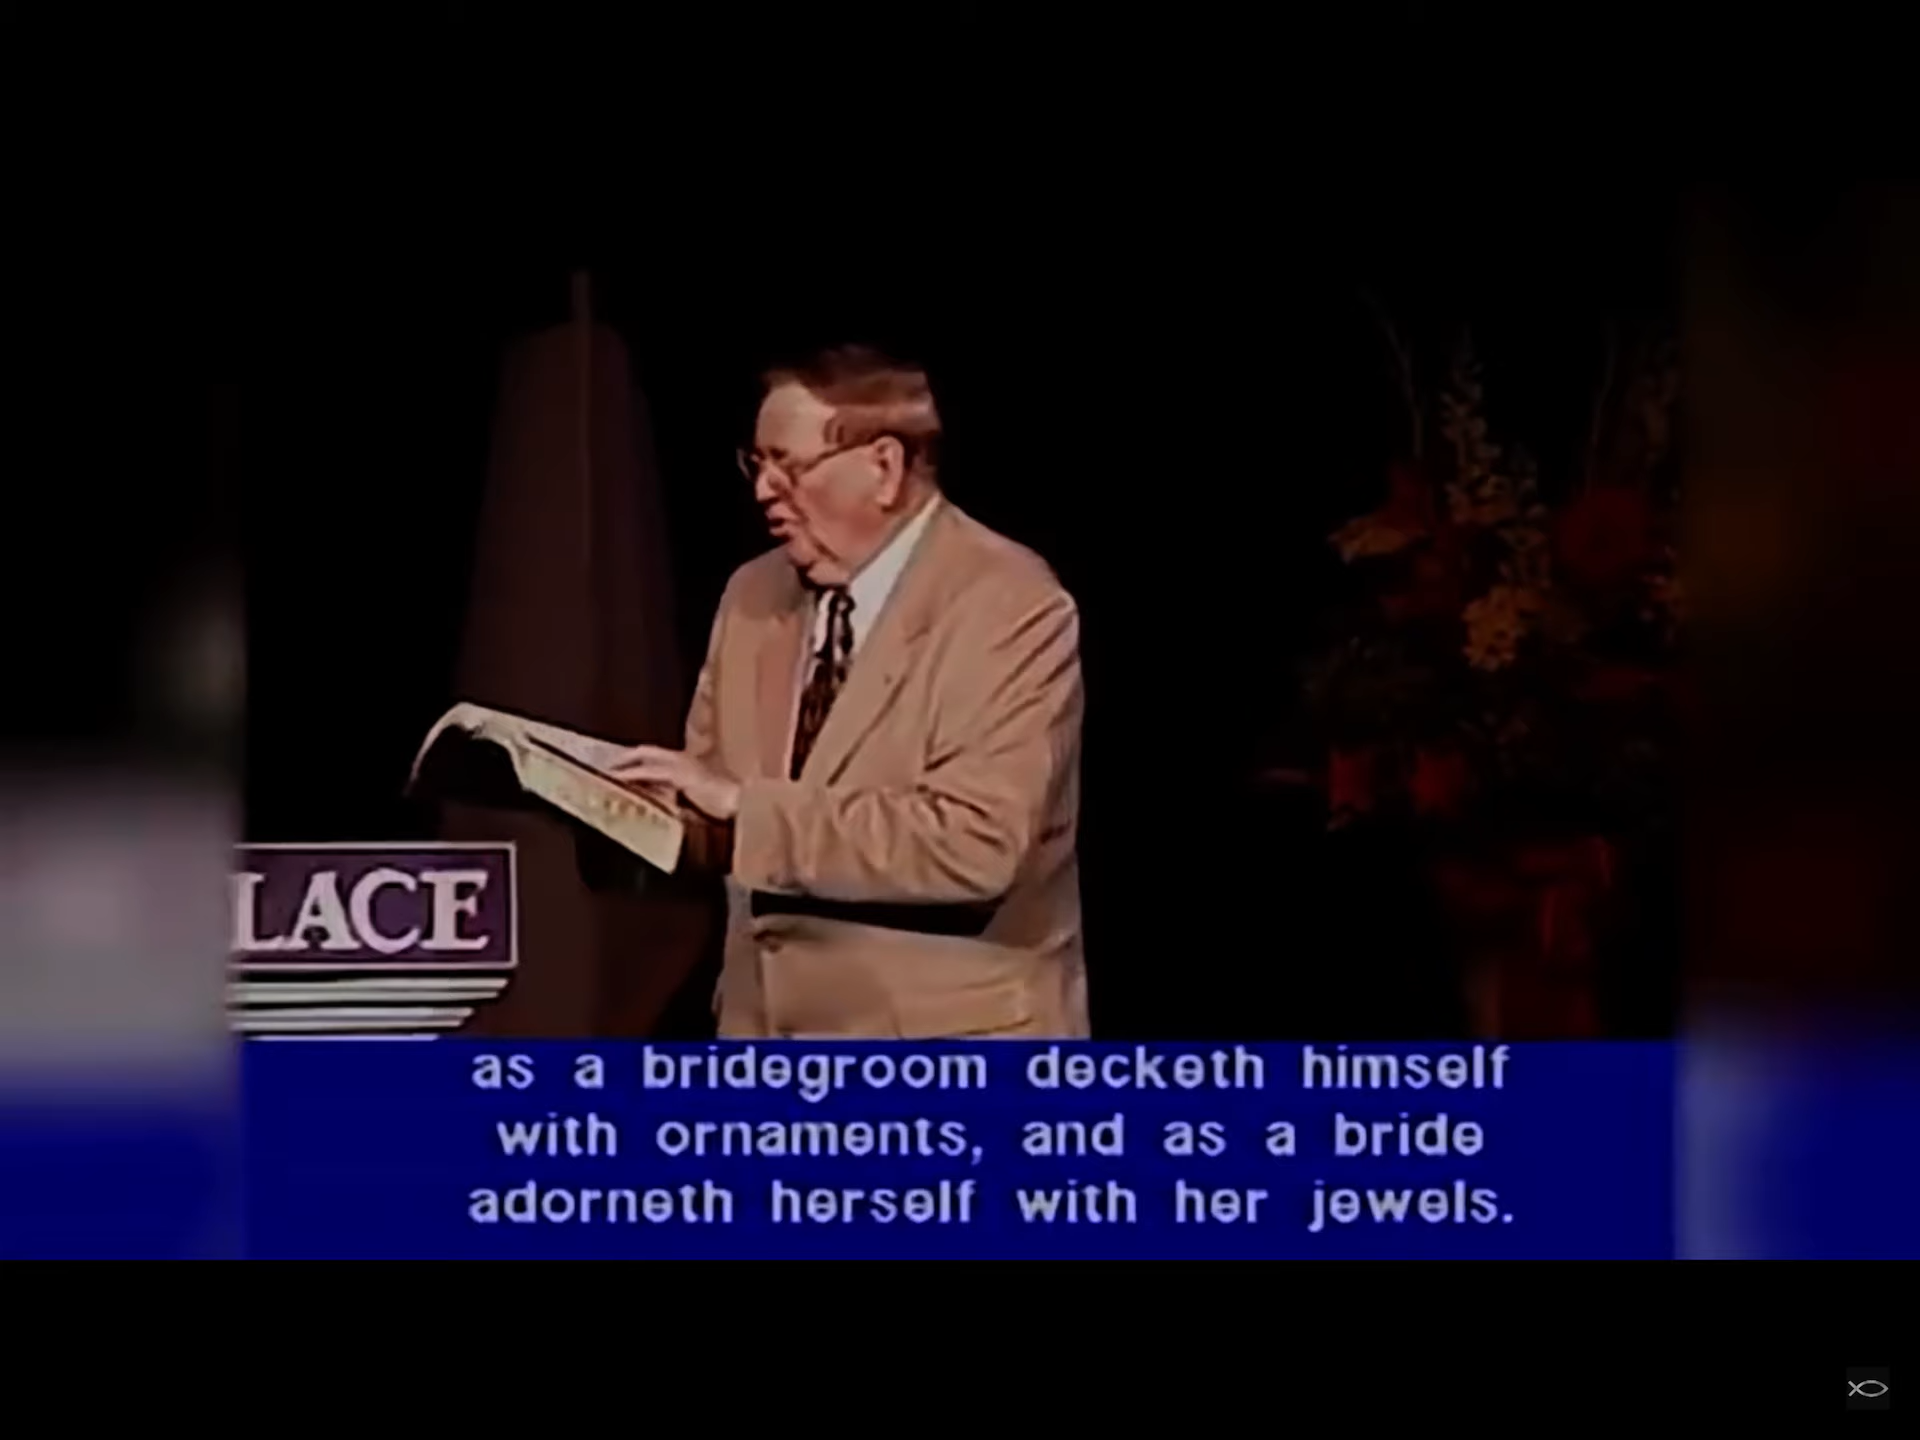 LACE
as a bridegroom decketh himself
with ornaments, and as a bride
adorneth herself with her jewels.